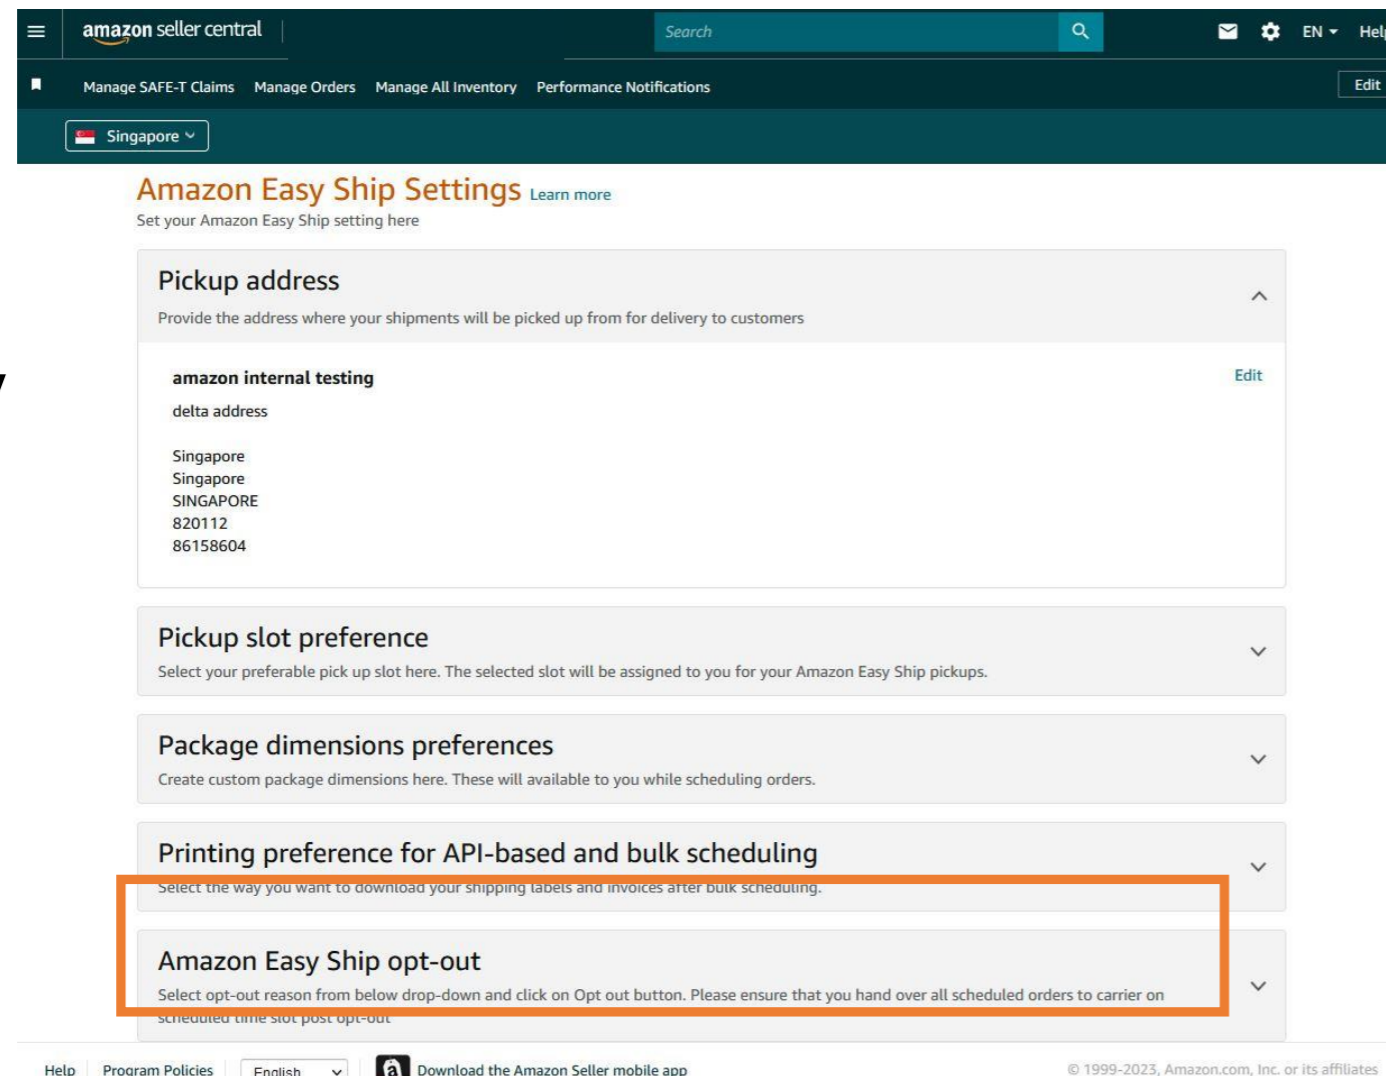 amazon seller central
Search
EN
Help
Manage SAFE-T Claims Manage Orders Manage All Inventory Performance Notifications
Edit
Singapore
Amazon Easy Ship Settings Learn more
Set your Amazon Easy Ship setting here
Pickup address
Provide the address where your shipments will be picked up from for delivery to customers
amazon internal testing
Edit
delta address
Singapore
Singapore
SINGAPORE
820112
86158604
Pickup slot preference
Select your preferable pick up slot here. The selected slot will be assigned to you for your Amazon Easy Ship pickups.
Package dimensions preferences
Create custom package dimensions here. These will available to you while scheduling orders.
Printing preference for API-based and bulk scheduling
Select the way you want to download your shipping labels and invoices after bulk scheduling.
Amazon Easy Ship opt-out
Select opt-out reason from below drop-down and click on Opt out button. Please ensure that you hand over all scheduled orders to carrier on
scheduled time slot post opt-out
Help Program Policies English Download the Amazon Seller mobile app © 1999-2023, Amazon.com, Inc. or its affiliates